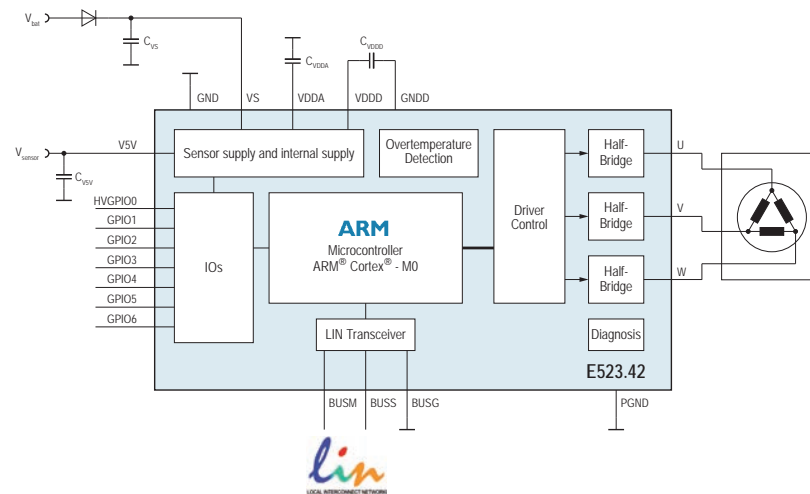 Vbat
CVS
CVDDA
CVDDD
GND
VS
VDDA
VDDD
GNDD
Vsensor
V5V
CV5V
Sensor supply and internal supply
Overtemperature
Detection
Half-
Bridge
U
HVGPIO0
GPIO1
GPIO2
GPIO3
GPIO4
GPIO5
GPIO6
IOs
ARM
Microcontroller
ARM® Cortex® - M0
Driver
Control
Half-
Bridge
V
Half-
Bridge
W
LIN Transceiver
Diagnosis
E523.42
BUSM
BUSS
BUSG
PGND
lin
LOCAL INTERCONNECT NETWORK